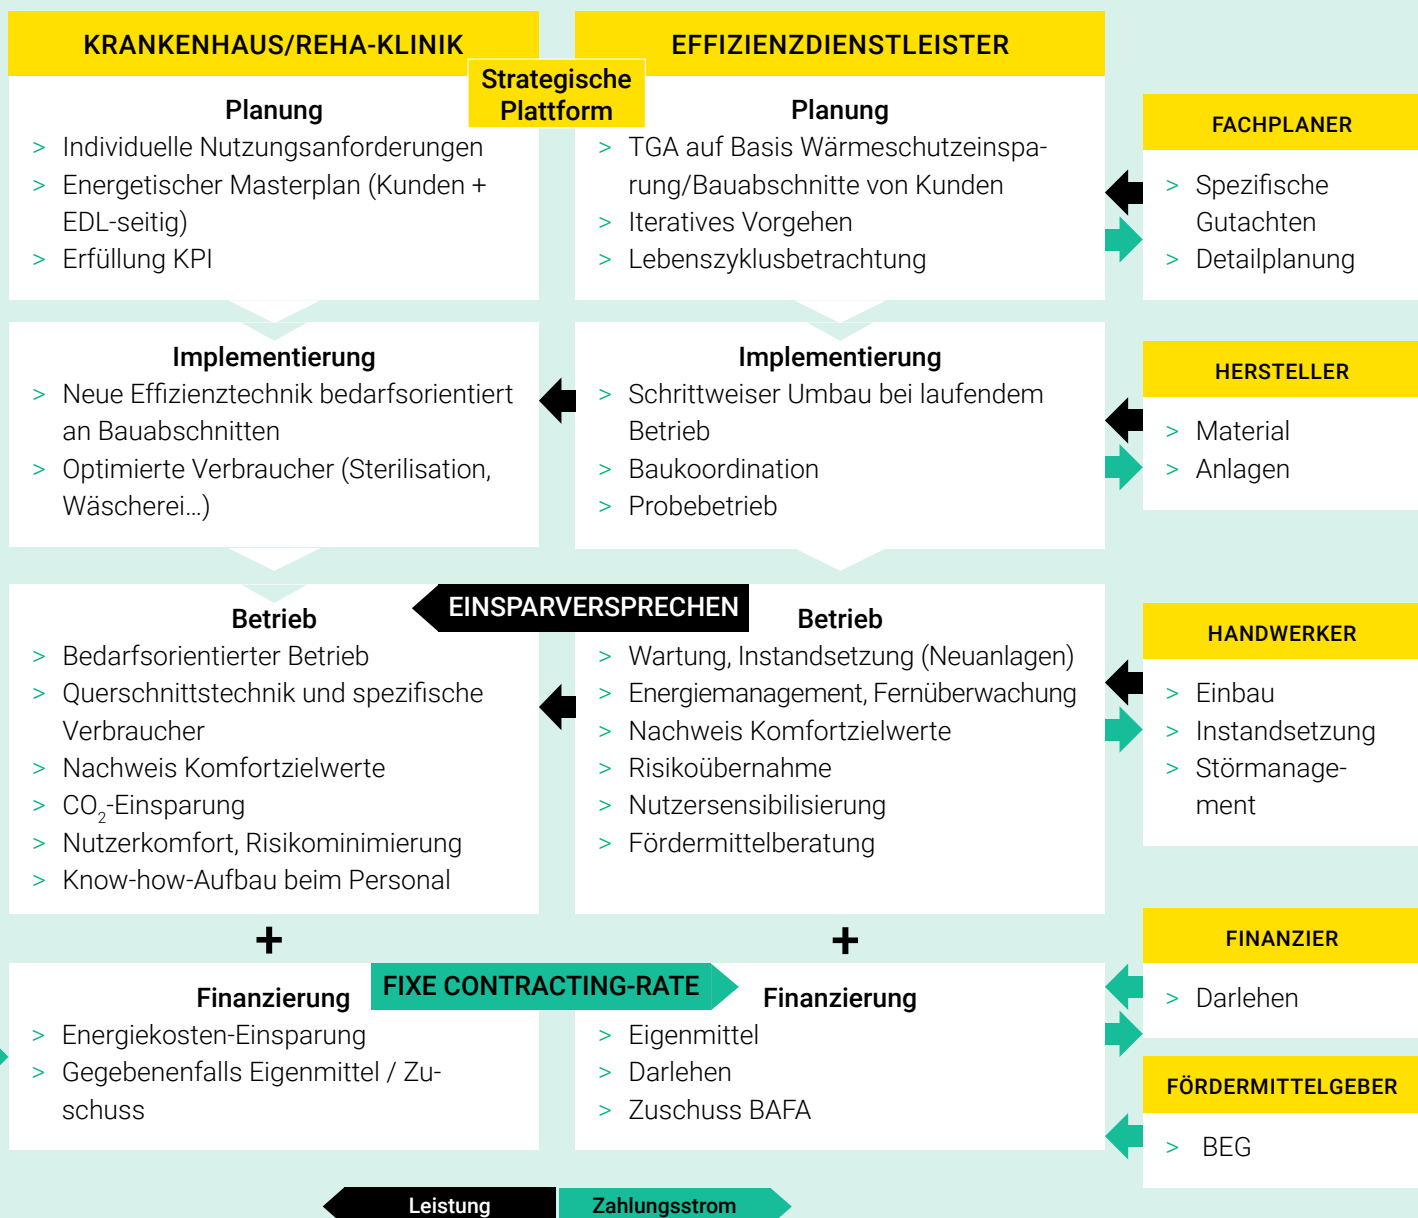 KRANKENHAUS/REHA-KLINIK
EFFIZIENZDIENSTLEISTER
Strategische
Plattform
Planung
> Individuelle Nutzungsanforderungen
> Energetischer Masterplan (Kunden +
EDL-seitig)
> Erfüllung KPI
Planung
> TGA auf Basis Wärmeschutzeinspa-
rung/Bauabschnitte von Kunden
> Iteratives Vorgehen
> Lebenszyklusbetrachtung
FACHPLANER
> Spezifische
Gutachten
> Detailplanung
Implementierung
> Neue Effizienztechnik bedarfsorientiert
an Bauabschnitten
> Optimierte Verbraucher (Sterilisation,
Wäscherei…)
Implementierung
> Schrittweiser Umbau bei laufendem
Betrieb
> Baukoordination
> Probebetrieb
HERSTELLER
> Material
> Anlagen
EINSPARVERSPRECHEN
Betrieb
> Bedarfsorientierter Betrieb
> Querschnittstechnik und spezifische
Verbraucher
> Nachweis Komfortzielwerte
> CO₂-Einsparung
> Nutzerkomfort, Risikominimierung
> Know-how-Aufbau beim Personal
Betrieb
> Wartung, Instandsetzung (Neuanlagen)
> Energiemanagement, Fernüberwachung
> Nachweis Komfortzielwerte
> Risikoübernahme
> Nutzersensibilisierung
> Fördermittelberatung
HANDWERKER
> Einbau
> Instandsetzung
> Störmanage-
ment
+
+
FIXE CONTRACTING-RATE
Finanzierung
> Energiekosten-Einsparung
> Gegebenenfalls Eigenmittel / Zu-
schuss
Finanzierung
> Eigenmittel
> Darlehen
> Zuschuss BAFA
FINANZIER
> Darlehen
FÖRDERMITTELGEBER
> BEG
Leistung
Zahlungsstrom